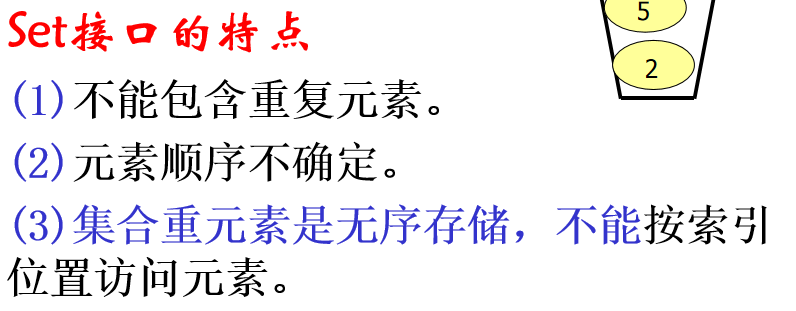 Set接口的特点
5
2
(1)不能包含重复元素。
(2)元素顺序不确定。
(3)集合重元素是无序存储，不能按索引
位置访问元素。